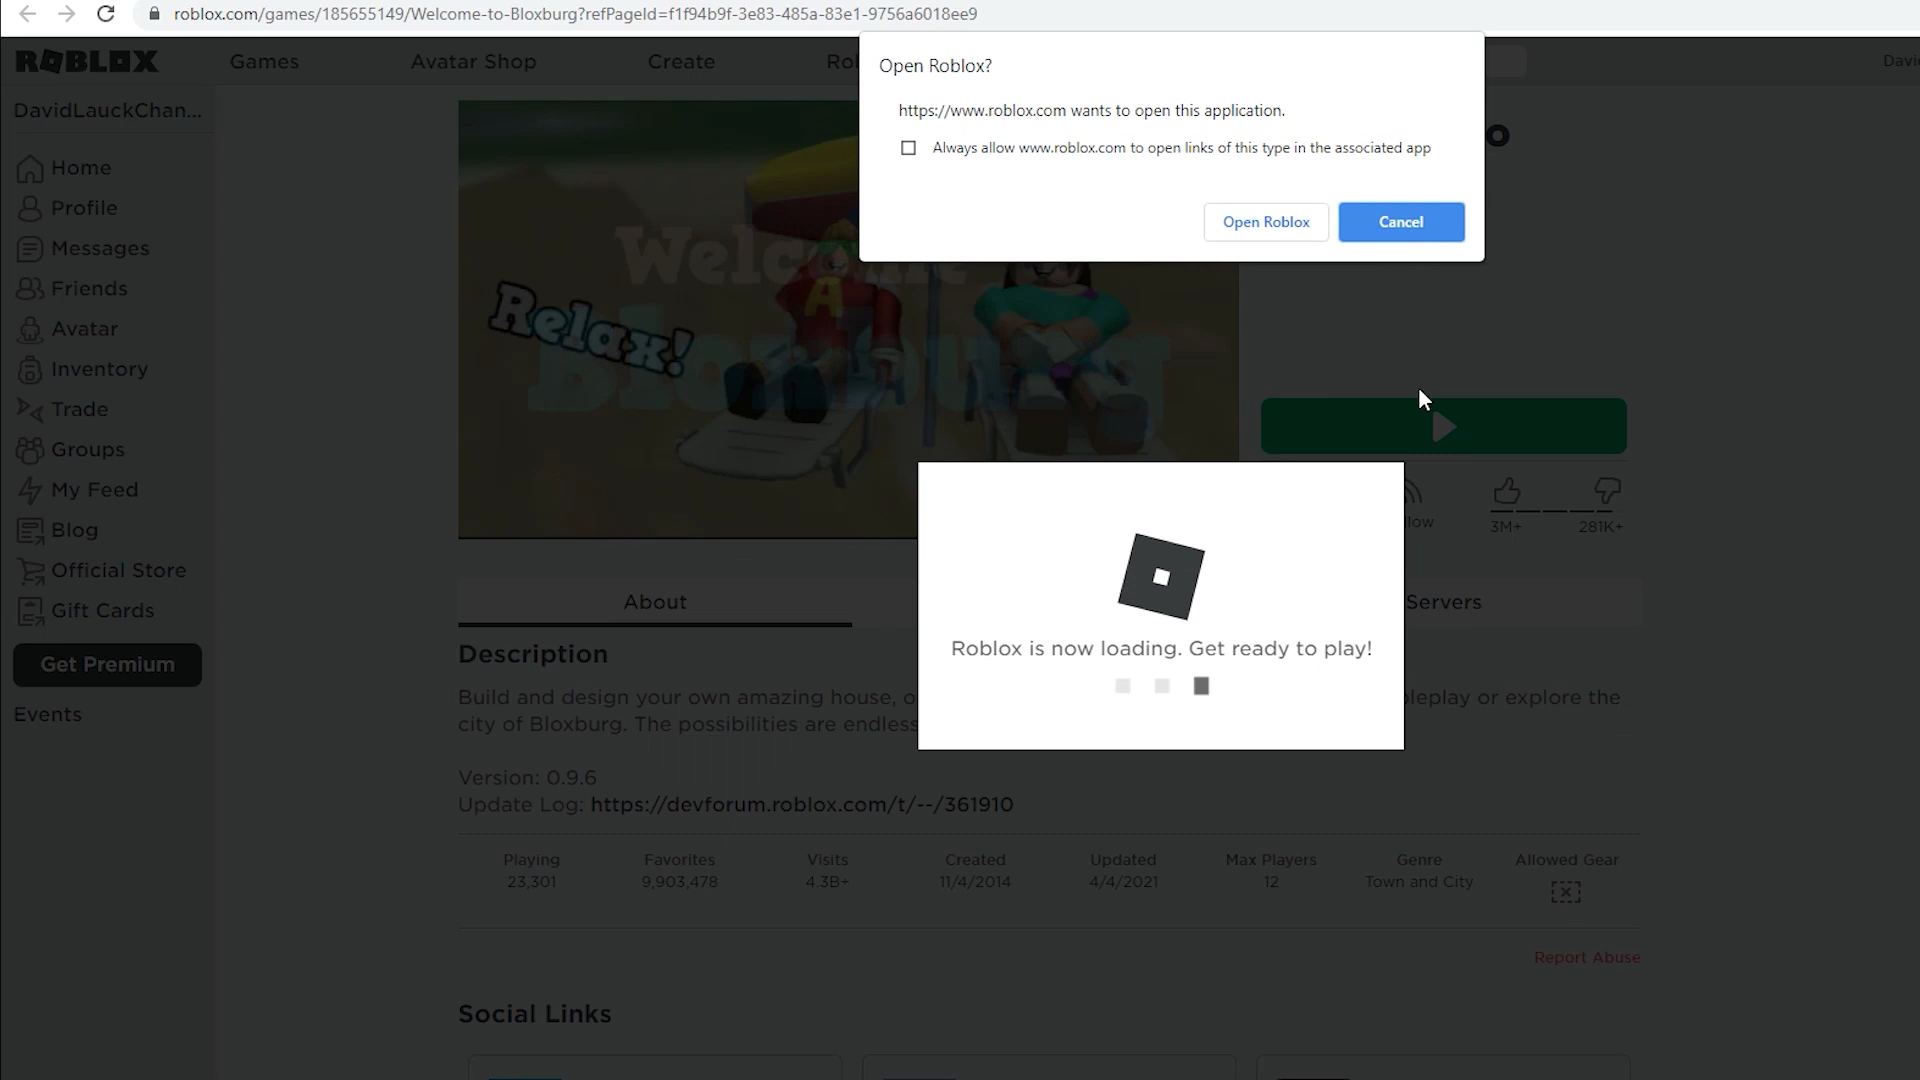 roblox.com/games/185655149/Welcome-to-Bloxburg?refPageId=f1f94b9f-3e83-485a-83e1-9756a6018ee9
ROBLOX
Games
Avatar Shop
Create
Open Roblox?
https://www.roblox.com wants to open this application.
Always allow www.roblox.com to open links of this type in the associated app
Open Roblox
Cancel
DavidLauckChan...
Home
Profile
Messages
Friends
Avatar
Inventory
Trade
Groups
My Feed
Blog
Official Store
Gift Cards
Get Premium
Events
Welcome
Bloxburg
Relax!
A
3M+
281K+
Roblox is now loading. Get ready to play!
About
Servers
Description
Build and design your own amazing house, or explore the
city of Bloxburg. The possibilities are endless
Version: 0.9.6
Update Log: https://devforum.roblox.com/t/--/361910
Playing
Favorites
Visits
Created
Updated
Max Players
Genre
Allowed Gear
23,301
9,903,478
4.3B+
11/4/2014
4/4/2021
12
Town and City
Report Abuse
Social Links